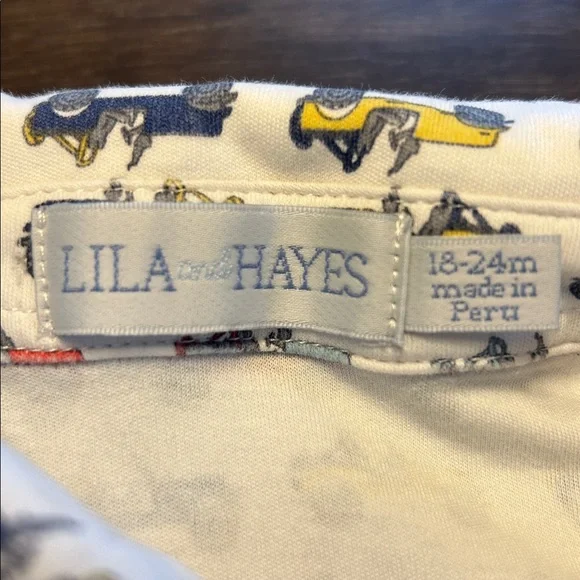 LILA and HAYES
18-24m
made in
Peru